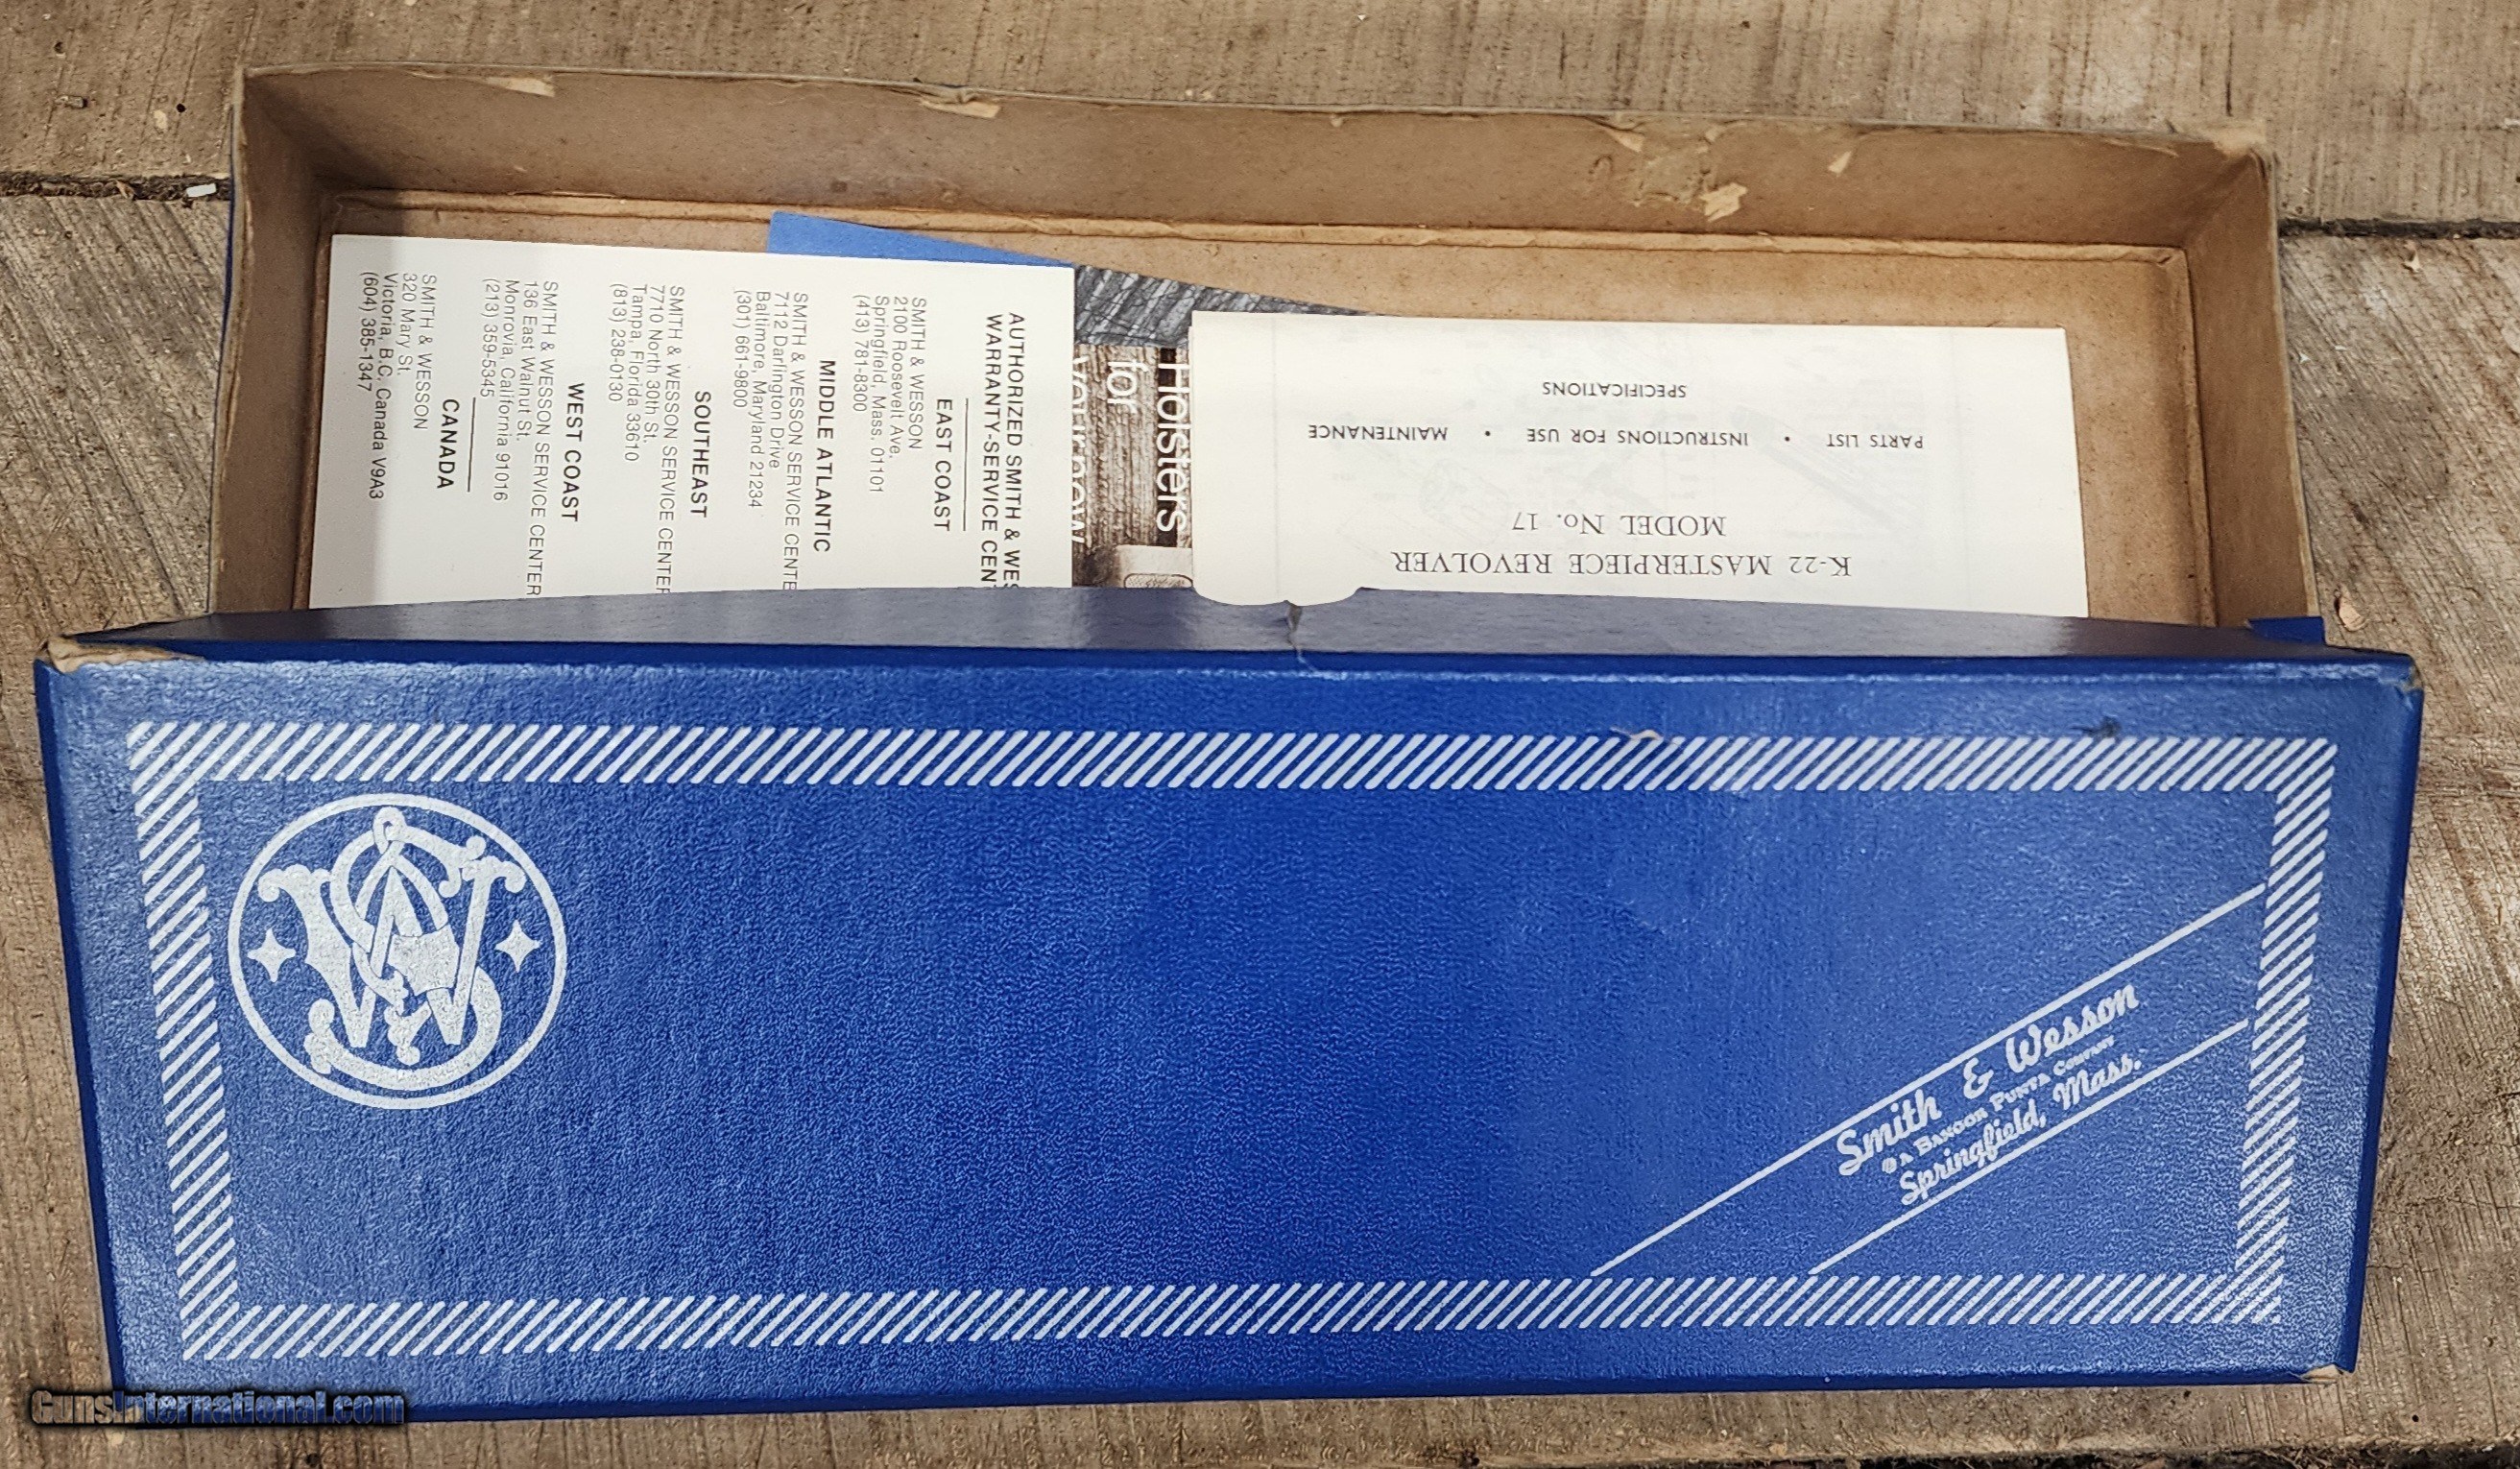 AUTHORIZED SMITH & WES
WARRANTY-SERVICE CEN
EAST COAST
SMITH & WESSON
2100 Roosevelt Ave.
Springfield, Mass. 01101
(413) 781-8300
MIDDLE ATLANTIC
SMITH & WESSON SERVICE CENTE
7112 Darlington Drive
Baltimore, Maryland 21234
(301) 661-9800
SOUTHEAST
SMITH & WESSON SERVICE CENTER
7710 North 30th St.
Tampa, Florida 33610
(813) 238-0130
WEST COAST
SMITH & WESSON SERVICE CENTER
136 East Walnut St.
Monrovia, California 91016
(213) 359-5345
CANADA
SMITH & WESSON
320 Mary St.
Victoria, B.C. Canada V9A3
(604) 385-1347
Holsters
for
K-22 MASTERPIECE REVOLVER
MODEL No. 17
PARTS LIST • INSTRUCTIONS FOR USE • MAINTENANCE
SPECIFICATIONS
Smith & Wesson
A BANGOR PUNTA COMPANY
Springfield, Mass.
GunsInternational.com